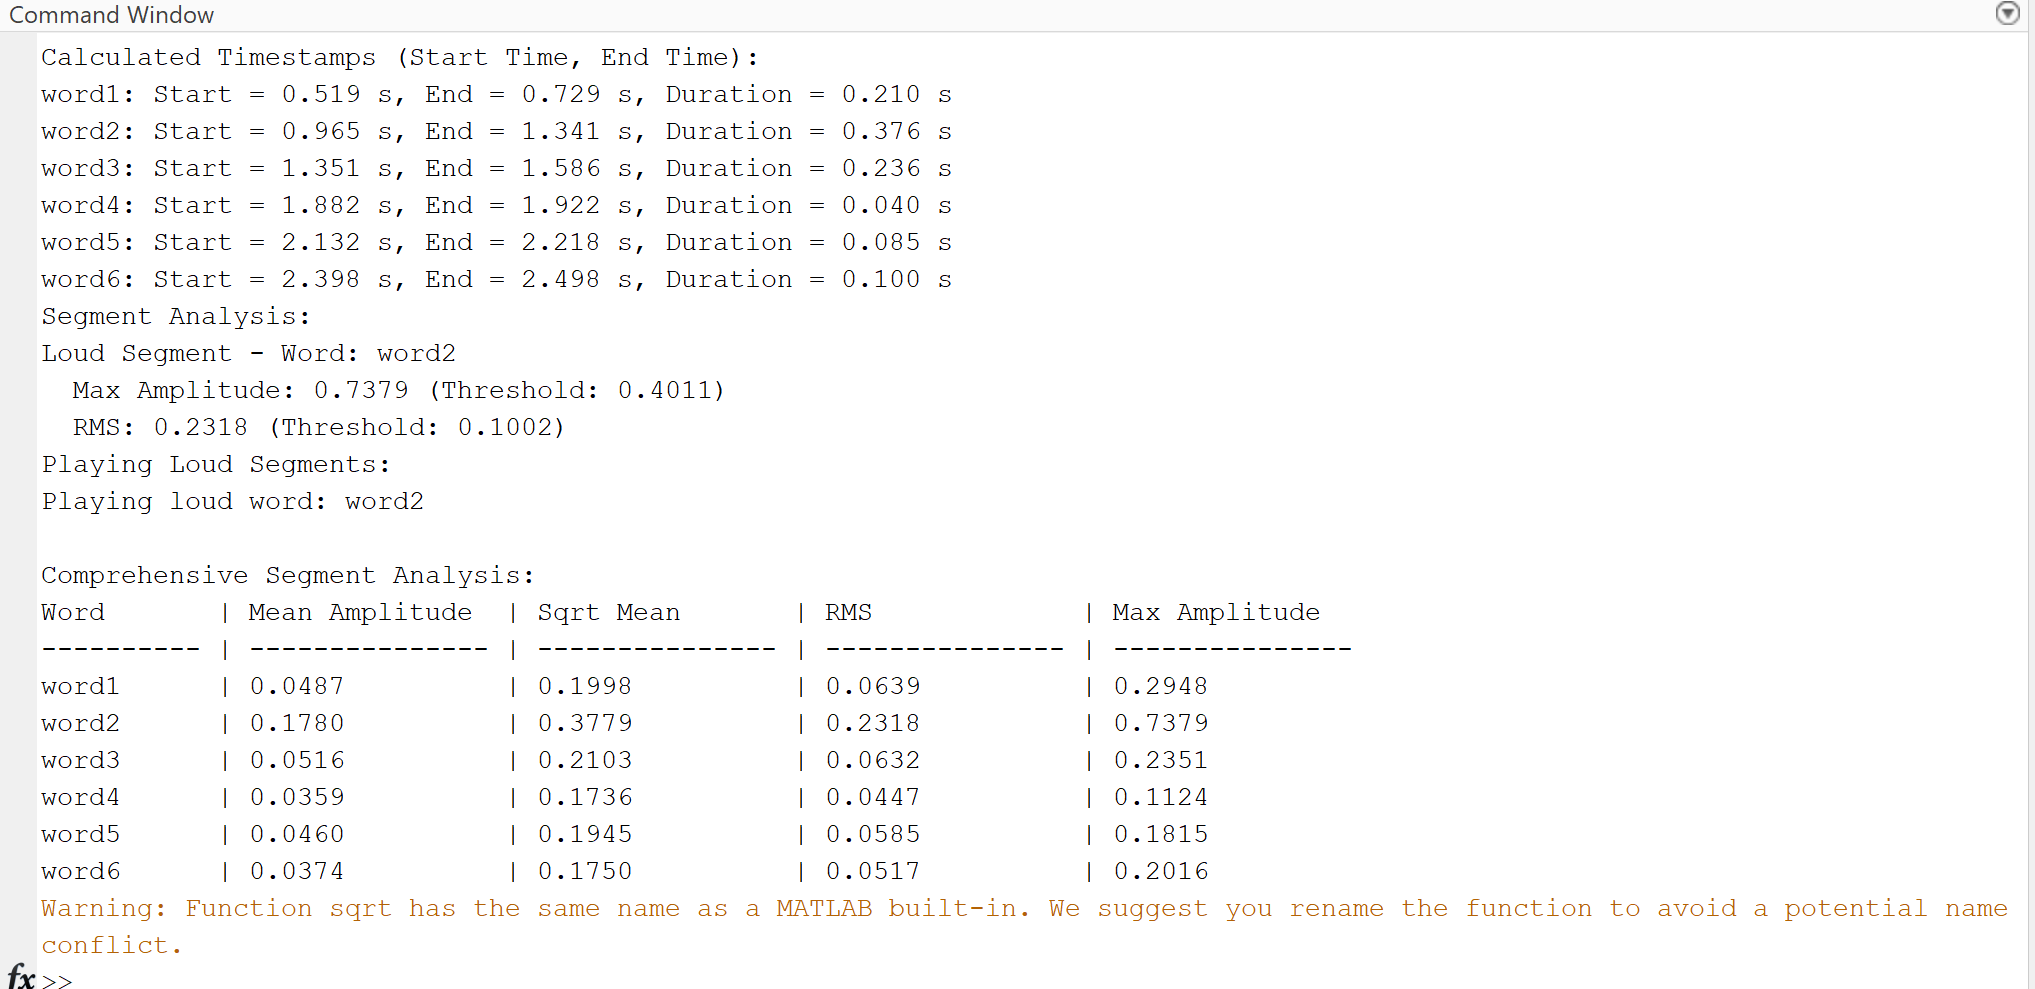 Command Window
Calculated Timestamps (Start Time, End Time):
word1: Start = 0.519 s, End = 0.729 s, Duration = 0.210 s
word2: Start = 0.965 s, End = 1.341 s, Duration = 0.376 s
word3: Start = 1.351 s, End = 1.586 s, Duration = 0.236 s
word4: Start = 1.882 s, End = 1.922 s, Duration = 0.040 s
word5: Start = 2.132 s, End = 2.218 s, Duration = 0.085 s
word6: Start = 2.398 s, End = 2.498 s, Duration = 0.100 s
Segment Analysis:
Loud Segment - Word: word2
  Max Amplitude: 0.7379 (Threshold: 0.4011)
  RMS: 0.2318 (Threshold: 0.1002)
Playing Loud Segments:
Playing loud word: word2

Comprehensive Segment Analysis:
Word       | Mean Amplitude  | Sqrt Mean       | RMS             | Max Amplitude
---------- | --------------- | --------------- | --------------- | ---------------
word1      | 0.0487          | 0.1998          | 0.0639          | 0.2948
word2      | 0.1780          | 0.3779          | 0.2318          | 0.7379
word3      | 0.0516          | 0.2103          | 0.0632          | 0.2351
word4      | 0.0359          | 0.1736          | 0.0447          | 0.1124
word5      | 0.0460          | 0.1945          | 0.0585          | 0.1815
word6      | 0.0374          | 0.1750          | 0.0517          | 0.2016
Warning: Function sqrt has the same name as a MATLAB built-in. We suggest you rename the function to avoid a potential name
conflict.
fx >>